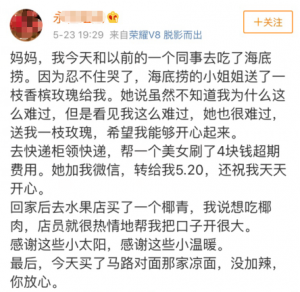 永
+关注
5-23 19:29 来自荣耀V8 脱影而出
妈妈，我今天和以前的一个同事去吃了海底
捞。因为忍不住哭了，海底捞的小姐姐送了一
枝香槟玫瑰给我。她说虽然不知道我为什么这
么难过，但是看见我这么难过，她也很难过，
送我一枝玫瑰，希望我能够开心起来。
去快递柜领快递，帮一个美女刷了4块钱超期
费用。她加我微信，转给我5.20，还祝我天天
开心。
回家后去水果店买了一个椰青，我说想吃椰
肉，店员就很热情地帮我把口子开很大。
感谢这些小太阳，感谢这些小温暖。
最后，今天买了马路对面那家凉面，没加辣，
你放心。